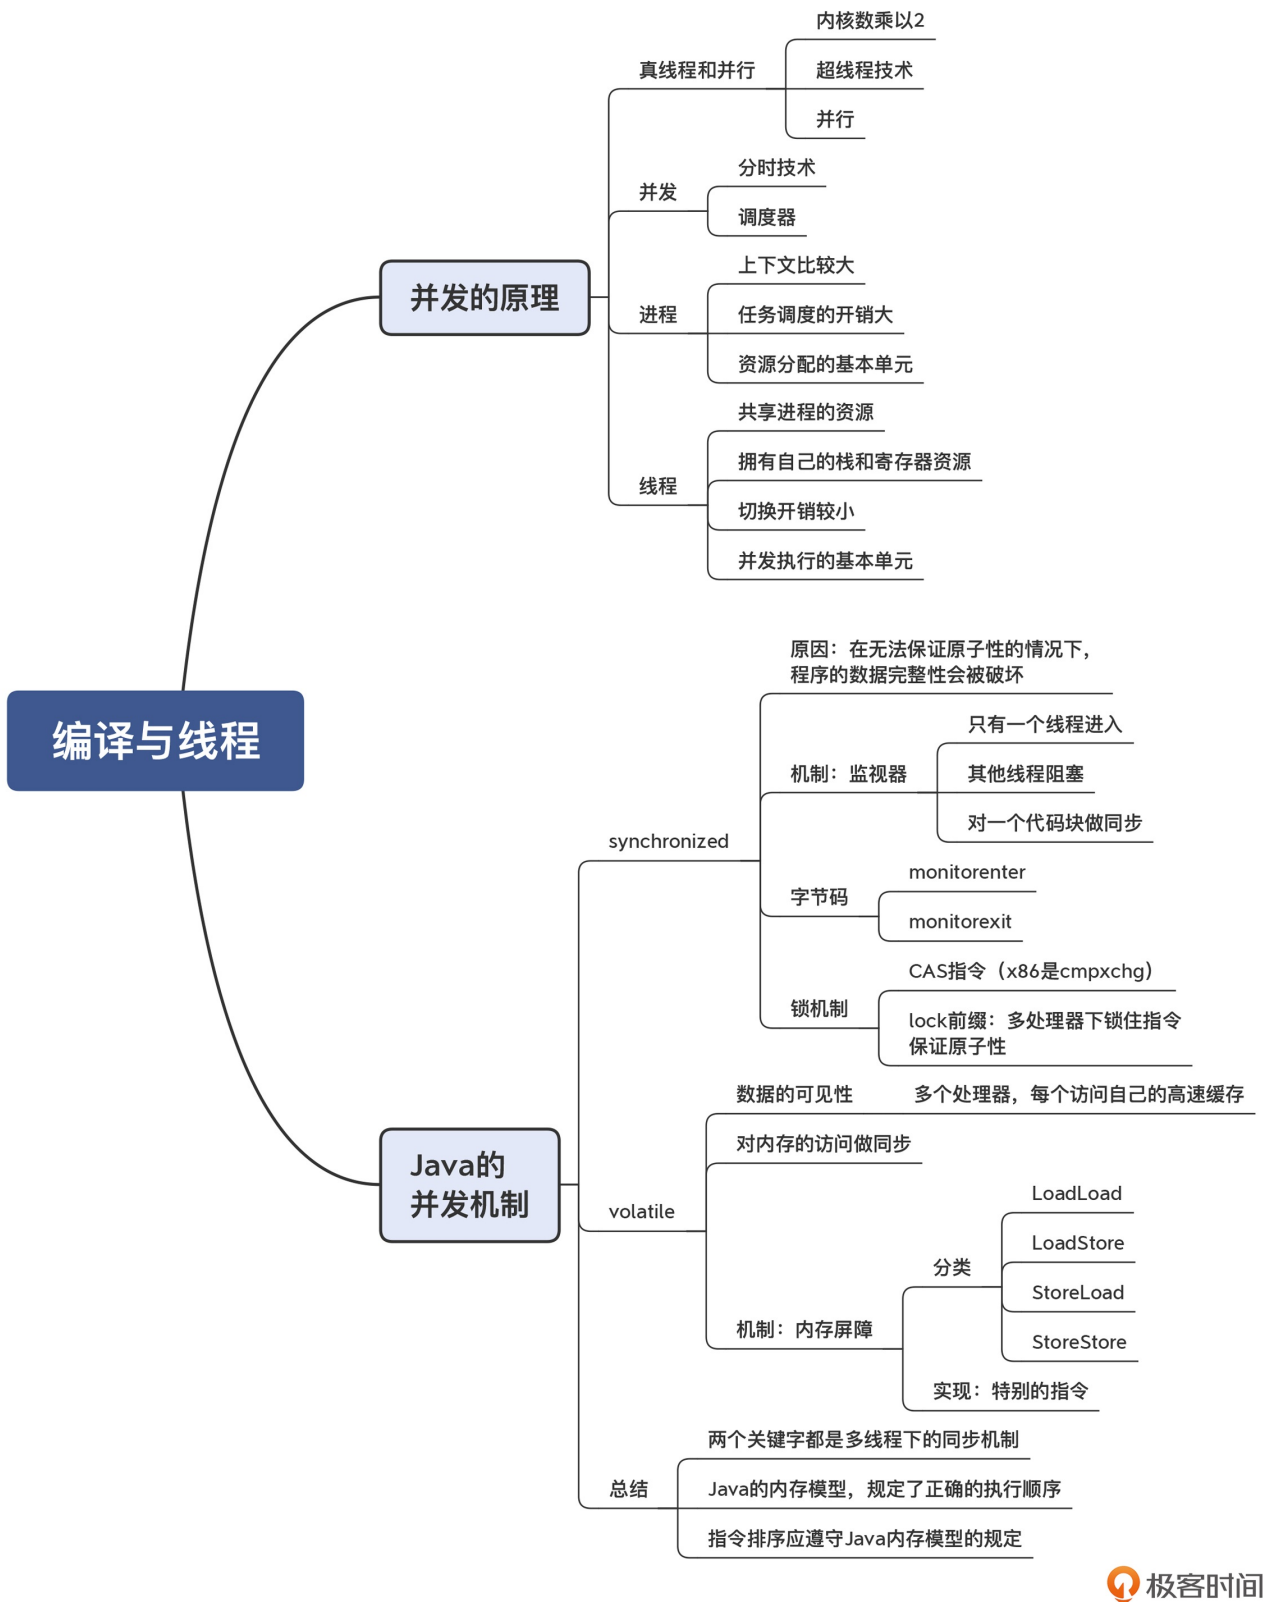 编译与线程
并发的原理
真线程和并行
内核数乘以2
超线程技术
并行
并发
分时技术
调度器
进程
上下文比较大
任务调度的开销大
资源分配的基本单元
线程
共享进程的资源
拥有自己的栈和寄存器资源
切换开销较小
并发执行的基本单元
Java的
并发机制
synchronized
原因：在无法保证原子性的情况下，
程序的数据完整性会被破坏
机制：监视器
只有一个线程进入
其他线程阻塞
对一个代码块做同步
字节码
monitorenter
monitorexit
锁机制
CAS指令（x86是cmpxchg）
lock前缀：多处理器下锁住指令
保证原子性
volatile
数据的可见性
多个处理器，每个访问自己的高速缓存
对内存的访问做同步
机制：内存屏障
分类
LoadLoad
LoadStore
StoreLoad
StoreStore
实现：特别的指令
总结
两个关键字都是多线程下的同步机制
Java的内存模型，规定了正确的执行顺序
指令排序应遵守Java内存模型的规定
极客时间